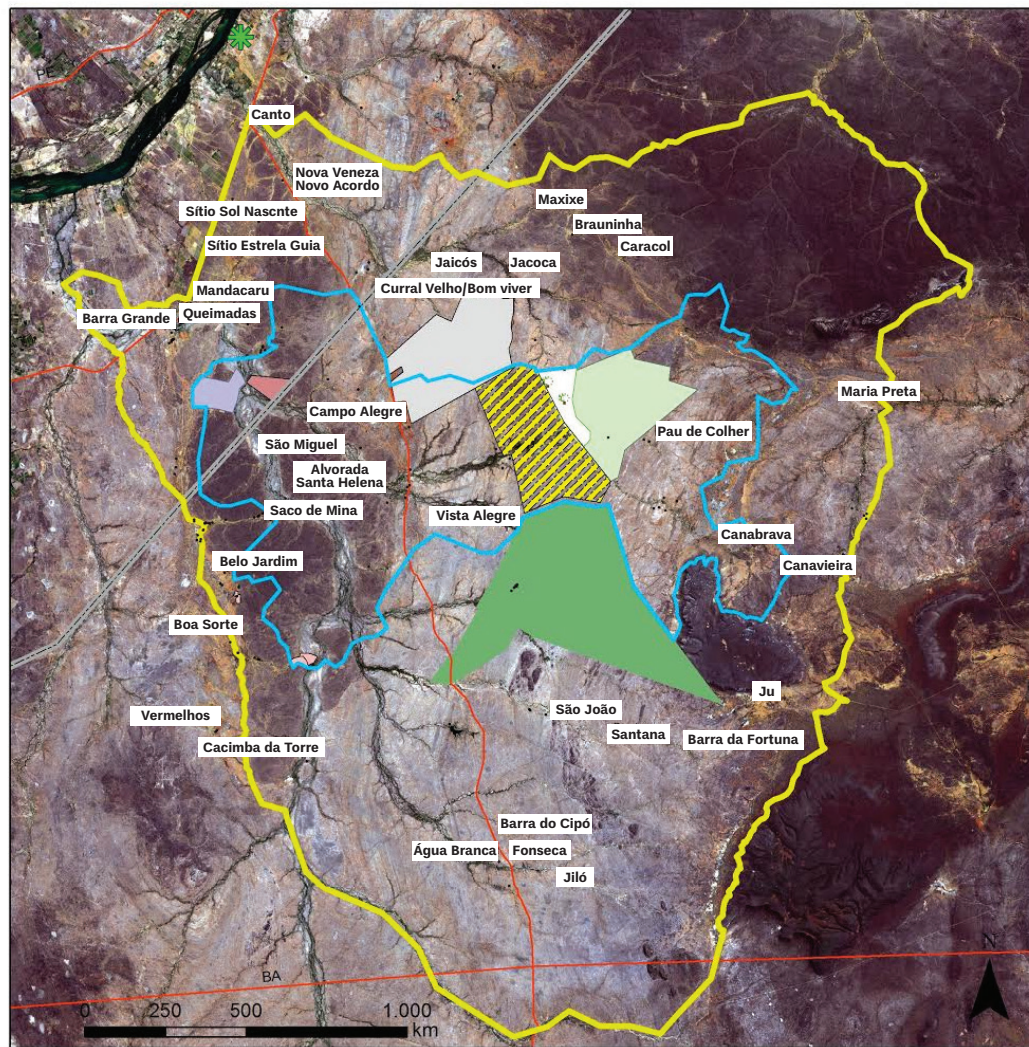 PE
Canto
Nova Veneza
Novo Acordo
Maxixe
Sítio Sol Nascnte
Brauninha
Sítio Estrela Guia
Caracol
Jaicós
Jacoca
Mandacaru
Curral Velho/Bom viver
Barra Grande
Queimadas
Maria Preta
Campo Alegre
Pau de Colher
São Miguel
Alvorada
Santa Helena
Saco de Mina
Vista Alegre
Canabrava
Belo Jardim
Canavieira
Boa Sorte
Ju
São João
Vermelhos
Santana
Barra da Fortuna
Cacimba da Torre
Barra do Cipó
Água Branca
Fonseca
Jiló
BA
N
0 250 500 1.000
km